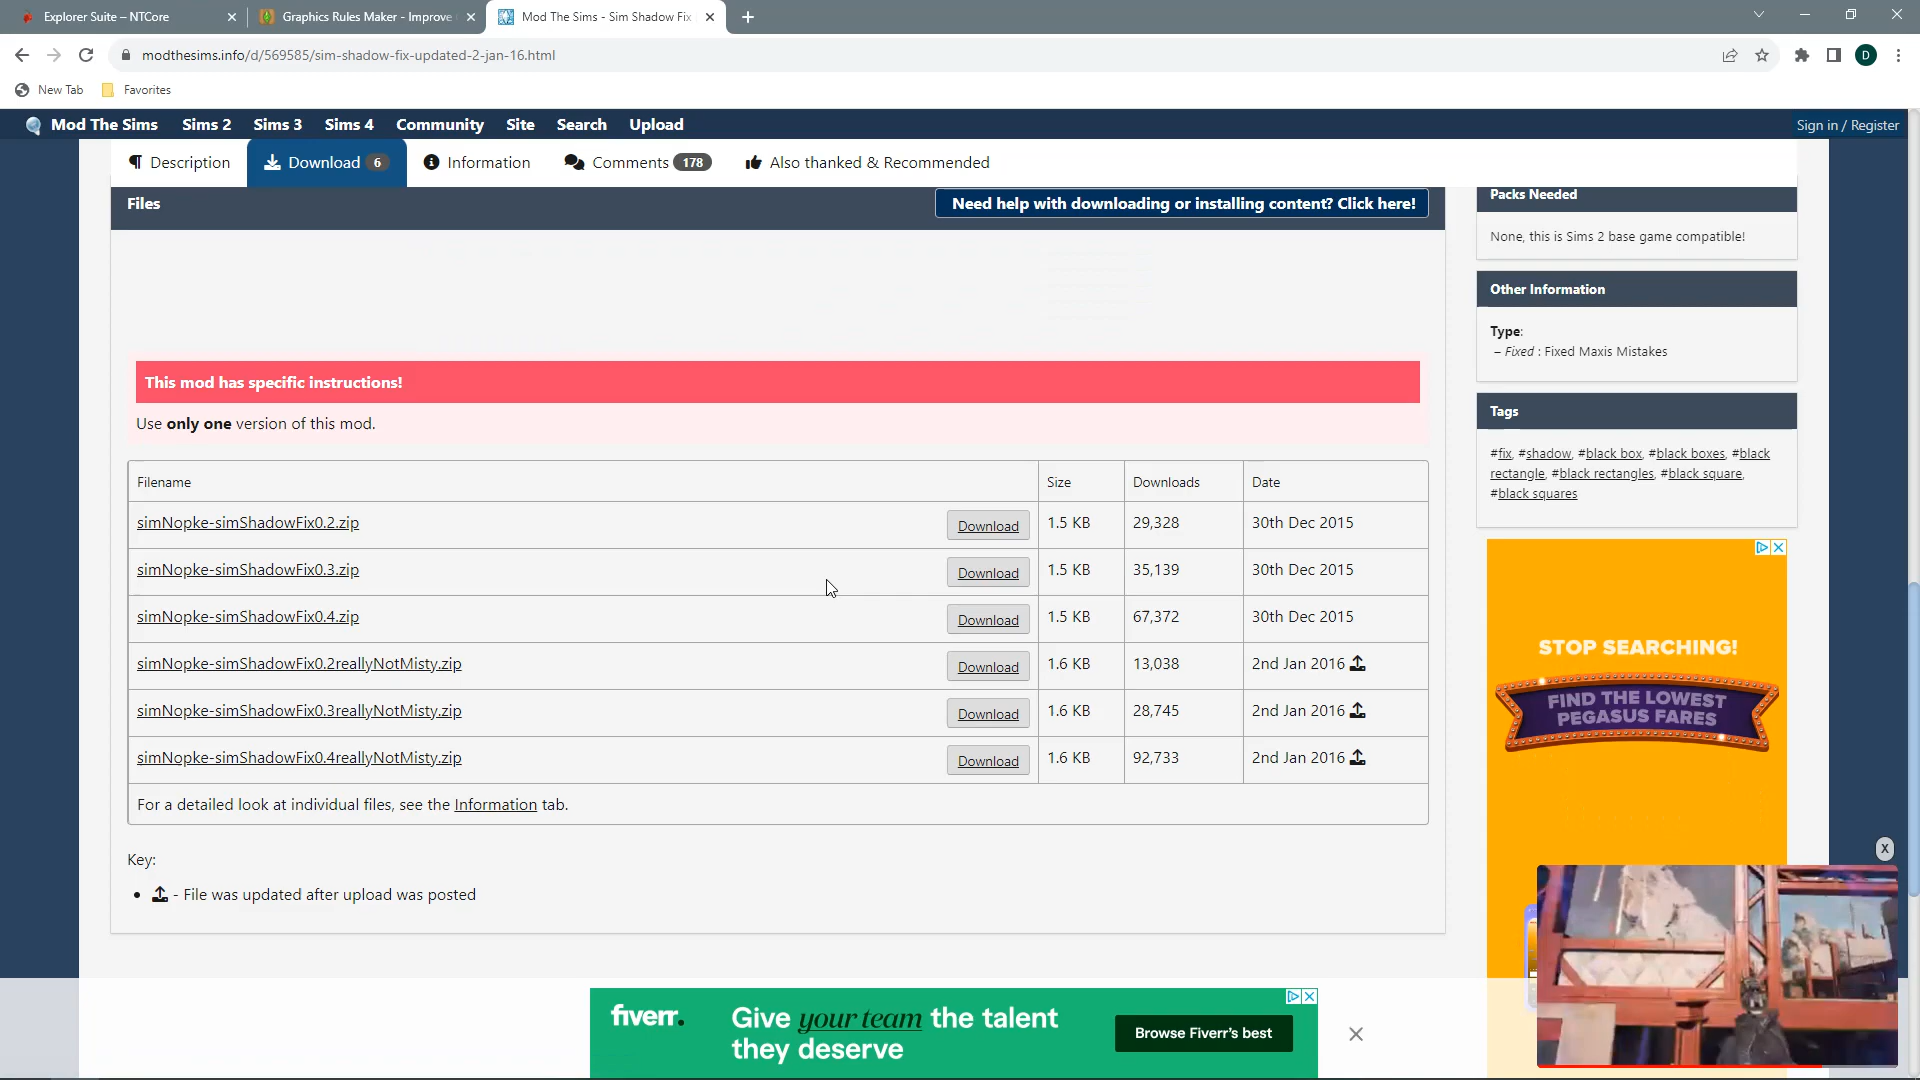 Explorer Suite – NTCore
Graphics Rules Maker - Improve
Mod The Sims - Sim Shadow Fix
modthesims.info/d/569585/sim-shadow-fix-updated-2-jan-16.html
D
New Tab
Favorites
Mod The Sims
Sims 2
Sims 3
Sims 4
Community
Site
Search
Upload
Sign in / Register
Description
Download 6
Information
Comments 178
Also thanked & Recommended
Files
Need help with downloading or installing content? Click here!
This mod has specific instructions!
Use only one version of this mod.
Filename Size Downloads Date
simNopke-simShadowFix0.2.zip Download 1.5 KB 29,328 30th Dec 2015
simNopke-simShadowFix0.3.zip Download 1.5 KB 35,139 30th Dec 2015
simNopke-simShadowFix0.4.zip Download 1.5 KB 67,372 30th Dec 2015
simNopke-simShadowFix0.2reallyNotMisty.zip Download 1.6 KB 13,038 2nd Jan 2016
simNopke-simShadowFix0.3reallyNotMisty.zip Download 1.6 KB 28,745 2nd Jan 2016
simNopke-simShadowFix0.4reallyNotMisty.zip Download 1.6 KB 92,733 2nd Jan 2016
For a detailed look at individual files, see the Information tab.
Key:
- File was updated after upload was posted
Packs Needed
None, this is Sims 2 base game compatible!
Other Information
Type:
– Fixed : Fixed Maxis Mistakes
Tags
#fix, #shadow, #black box, #black boxes, #black
rectangle, #black rectangles, #black square,
#black squares
STOP SEARCHING!
FIND THE LOWEST
PEGASUS FARES
X
fiverr.
Give your team the talent
they deserve
Browse Fiverr's best